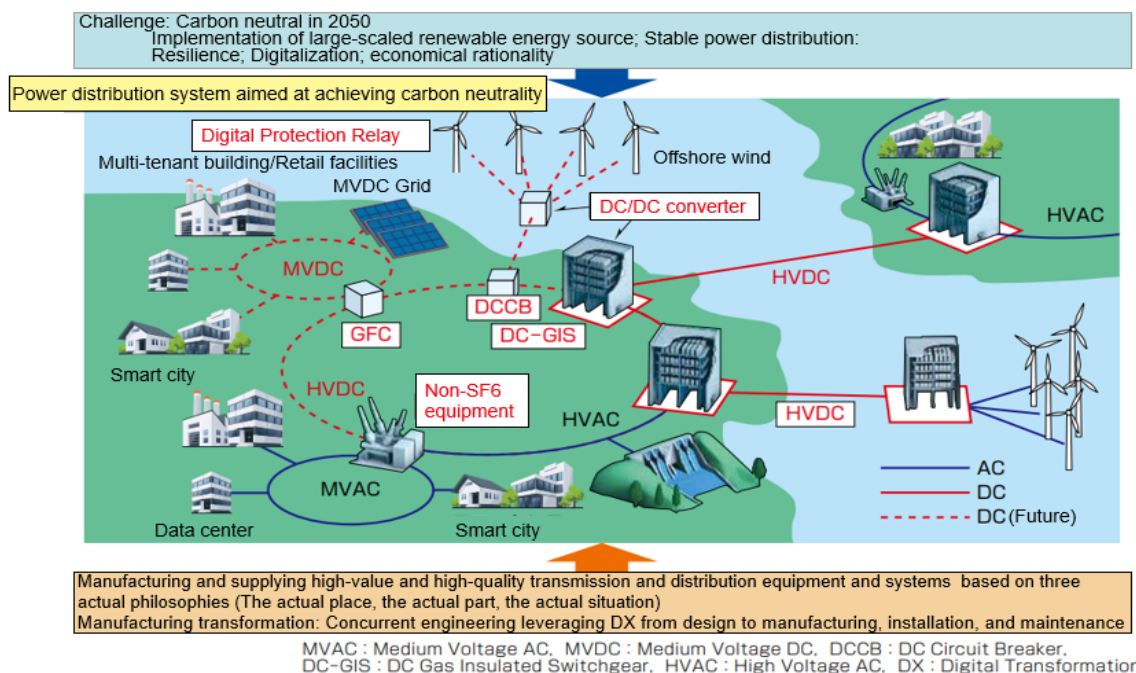 Challenge: Carbon neutral in 2050
Implementation of large-scaled renewable energy source; Stable power distribution:
Resilience; Digitalization; economical rationality
Power distribution system aimed at achieving carbon neutrality
Digital Protection Relay
Multi-tenant building/Retail facilities
MVDC Grid
Offshore wind
DC/DC converter
HVAC
MVDC
HVDC
DCCB
GFC
DC-GIS
Smart city
HVDC
Non-SF6
equipment
HVAC
HVDC
MVAC
AC
DC
DC (Future)
Data center
Smart city
Manufacturing and supplying high-value and high-quality transmission and distribution equipment and systems based on three
actual philosophies (The actual place, the actual part, the actual situation)
Manufacturing transformation: Concurrent engineering leveraging DX from design to manufacturing, installation, and maintenance
MVAC : Medium Voltage AC, MVDC : Medium Voltage DC, DCCB : DC Circuit Breaker,
DC-GIS : DC Gas Insulated Switchgear, HVAC : High Voltage AC, DX : Digital Transformation